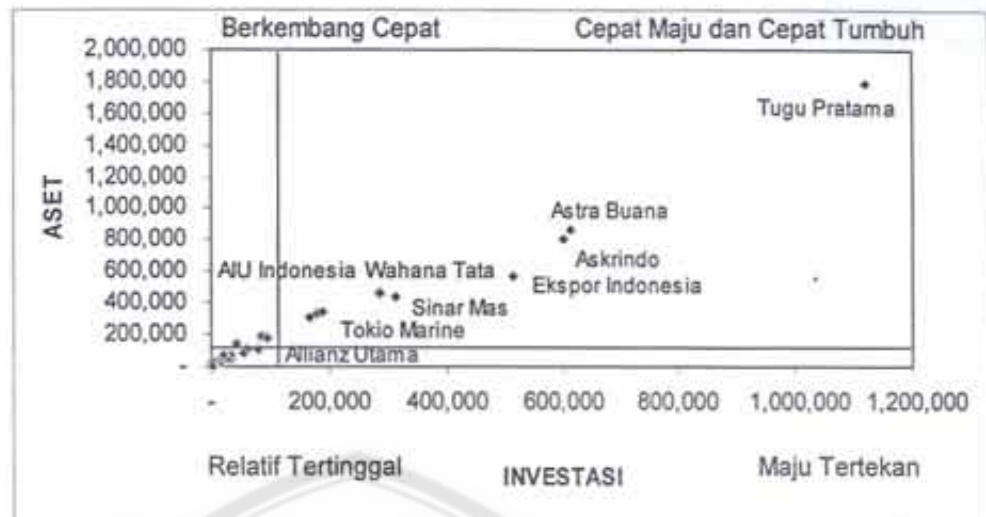 Berkembang Cepat Cepat Maju dan Cepat Tumbuh
2,000,000
1,800,000
1,600,000
1,400,000
1,200,000
1,000,000
800,000
600,000
400,000
200,000
-
ASET
Tugu Pratama
Astra Buana
Askrindo
AIU Indonesia Wahana Tata
Ekspor Indonesia
Sinar Mas
Tokio Marine
Allianz Utama
- 200,000 400,000 600,000 800,000 1,000,000 1,200,000
Relatif Tertinggal INVESTASI Maju Tertekan